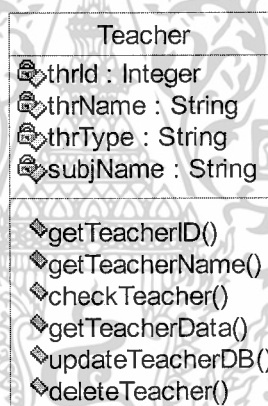 Teacher
thrId : Integer
thrName : String
thrType : String
subjName : String
getTeacherID()
getTeacherName()
checkTeacher()
getTeacherData()
updateTeacherDB()
deleteTeacher()